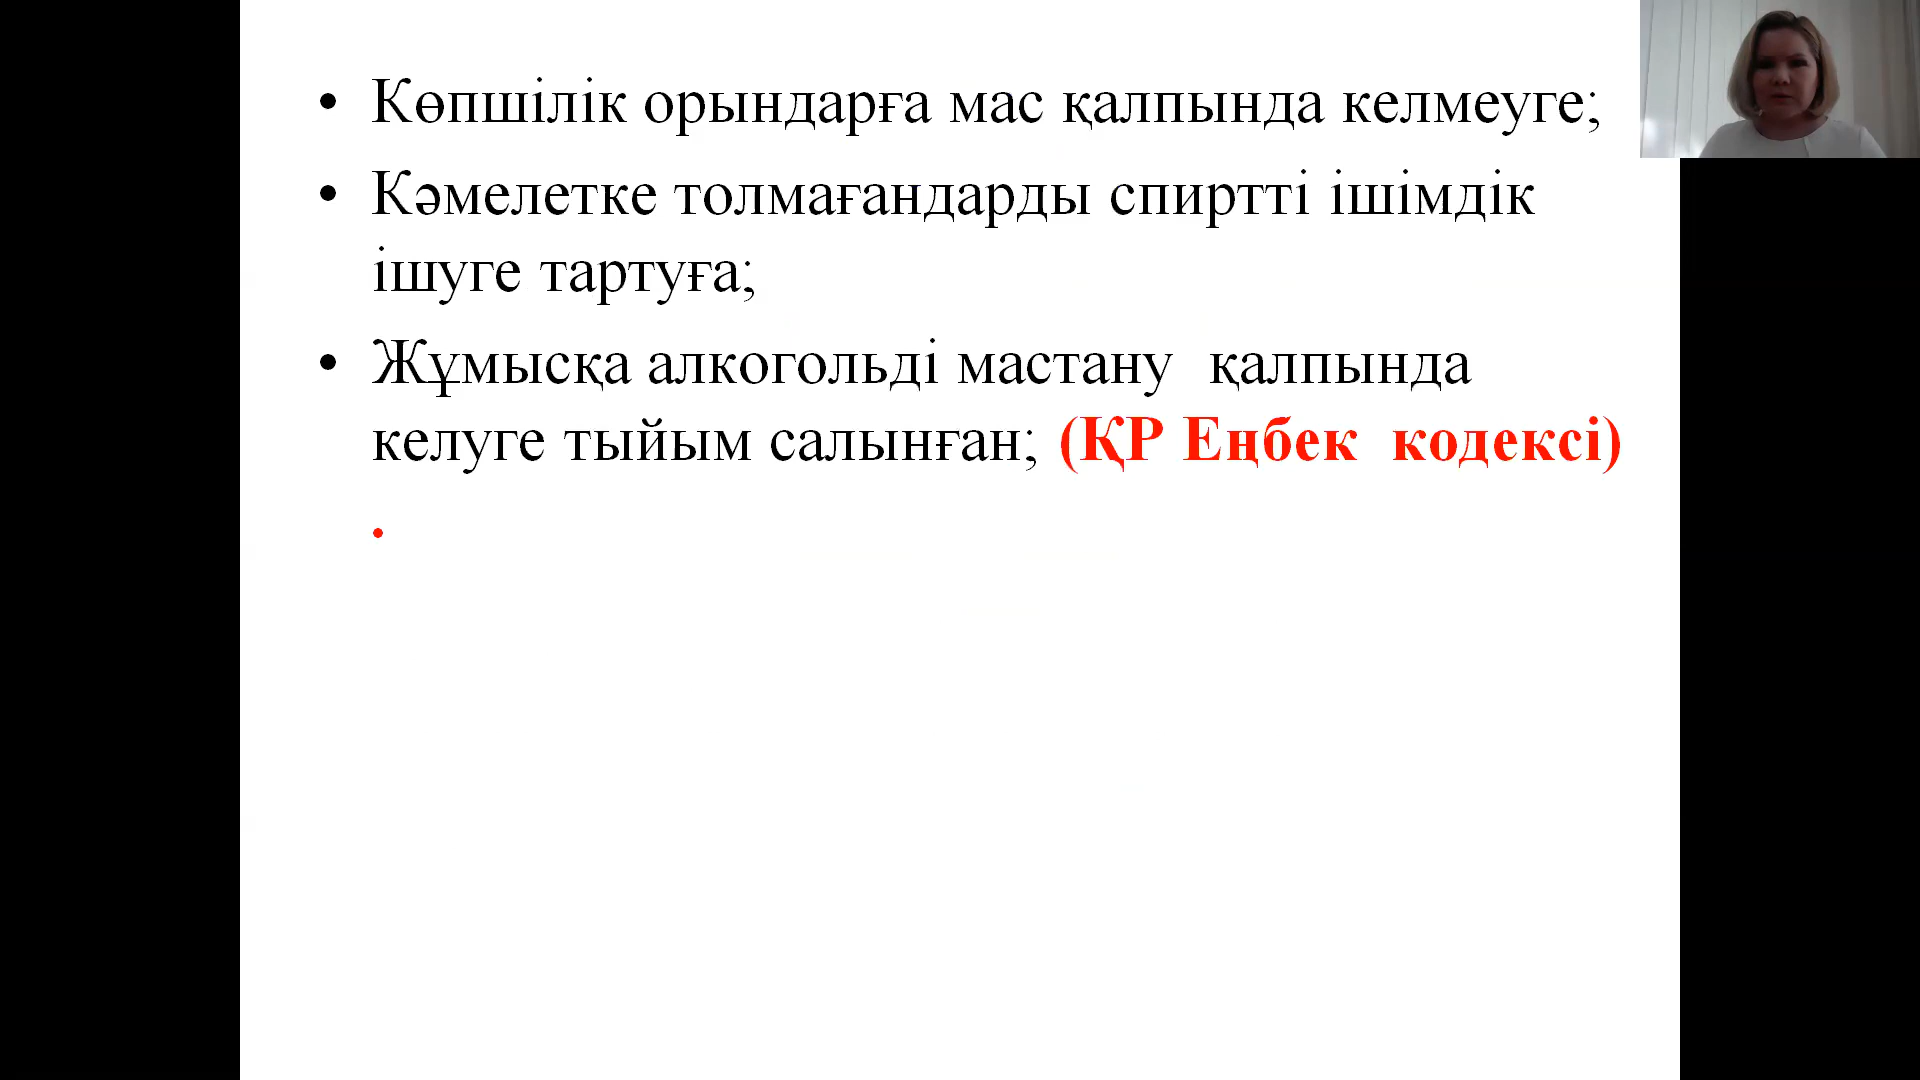 • Көпшілік орындарға мас қалпында келмеуге;
• Кәмелетке толмағандарды спиртті ішімдік
ішуге тартуға;
• Жұмысқа алкогольді мастану  қалпында
келуге тыйым салынған; (ҚР Еңбек  кодексі)
.